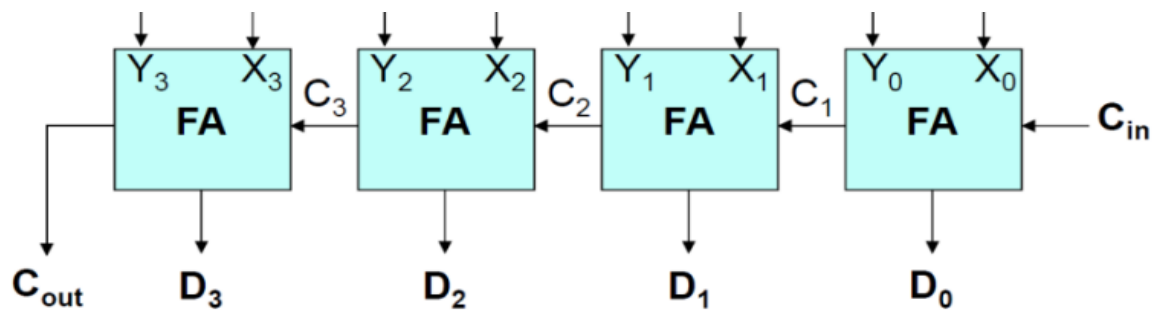 Y3 X3 Y2 X2 Y1 X1 Y0 X0
FA C3 FA C2 FA C1 FA Cin
Cout D3 D2 D1 D0